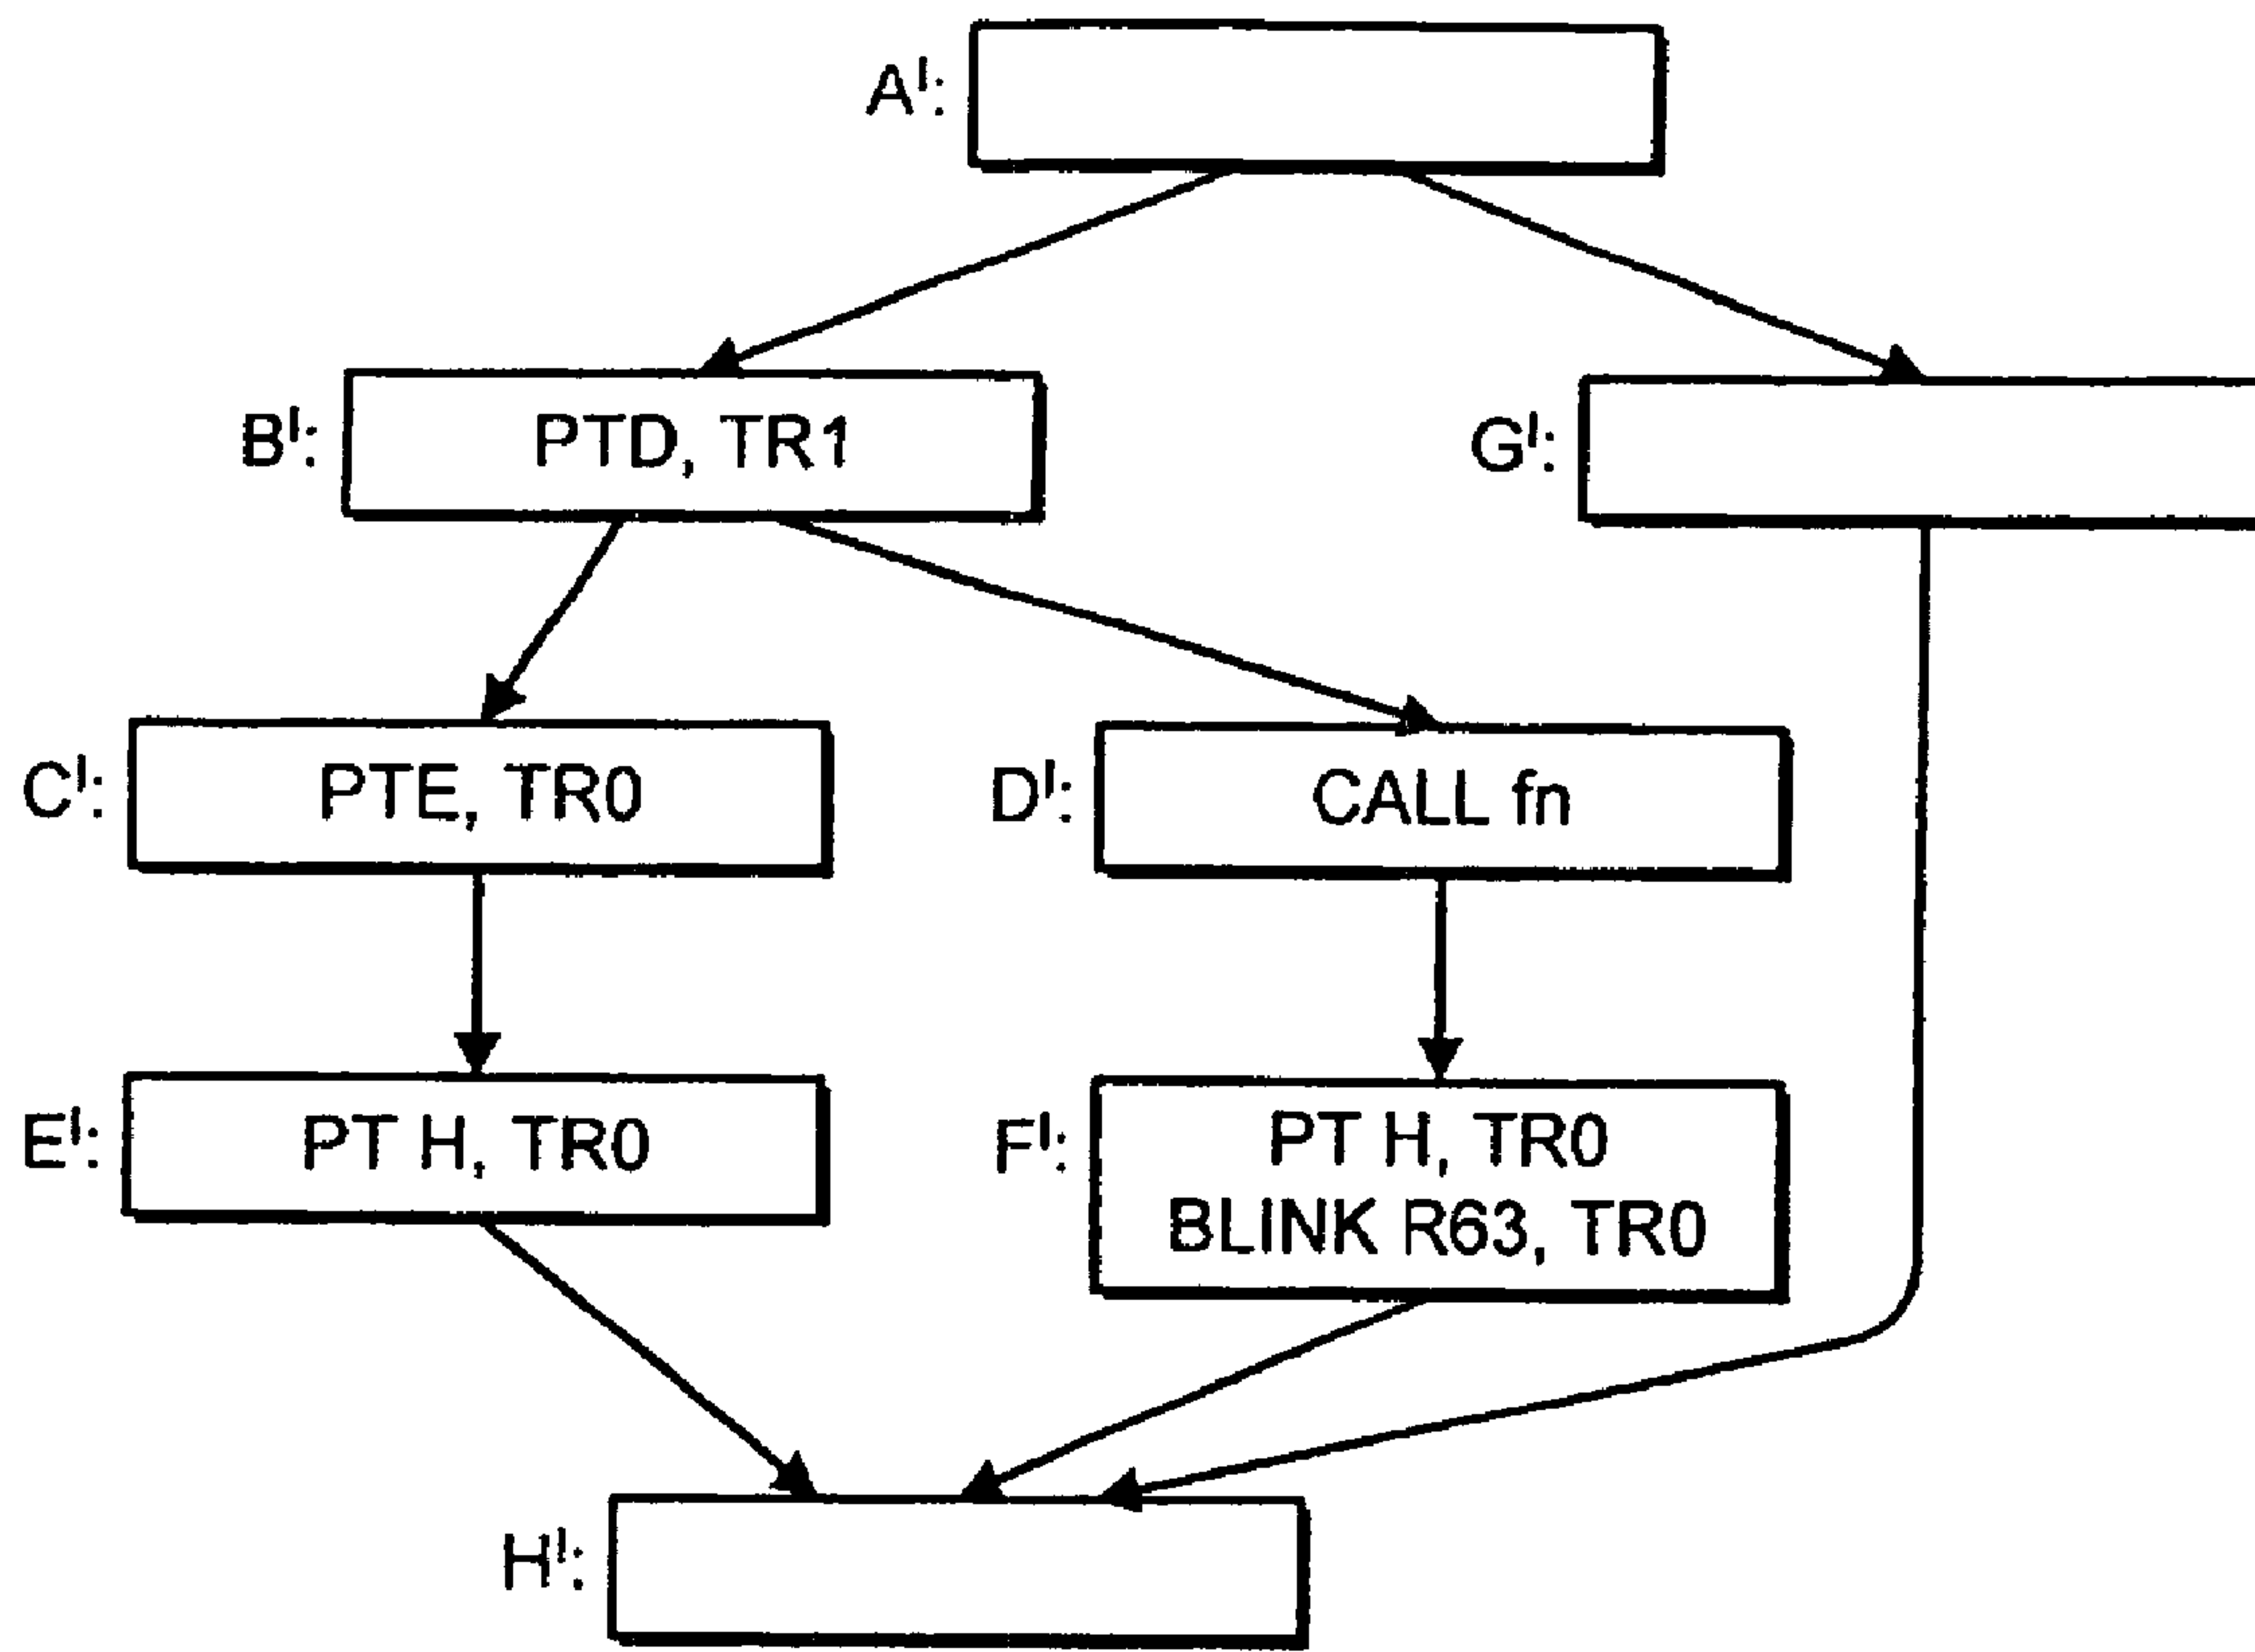 A':
B': PTD, TR1
G':
C': PTE, TR0
D': CALL fn
E': PT H, TR0
F': PT H, TR0
BLINK R63, TR0
H':